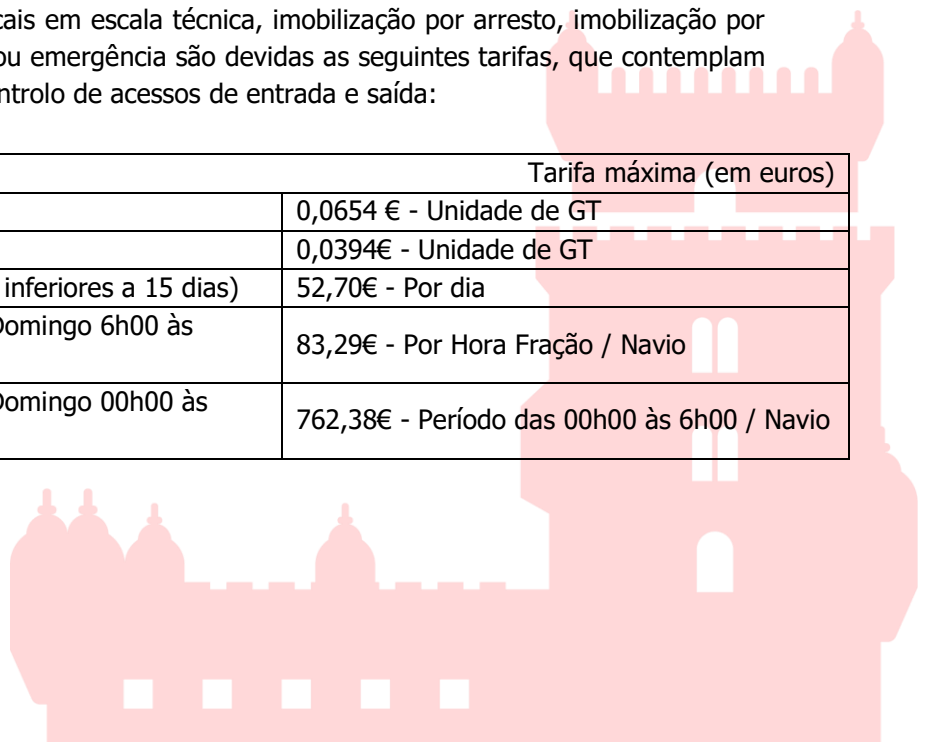 cais em escala técnica, imobilização por arresto, imobilização por
ou emergência são devidas as seguintes tarifas, que contemplam
ntrolo de acessos de entrada e saída:
Tarifa máxima (em euros)
0,0654 € - Unidade de GT
0,0394€ - Unidade de GT
inferiores a 15 dias) 52,70€ - Por dia
Domingo 6h00 às
83,29€ - Por Hora Fração / Navio
Domingo 00h00 às
762,38€ - Período das 00h00 às 6h00 / Navio